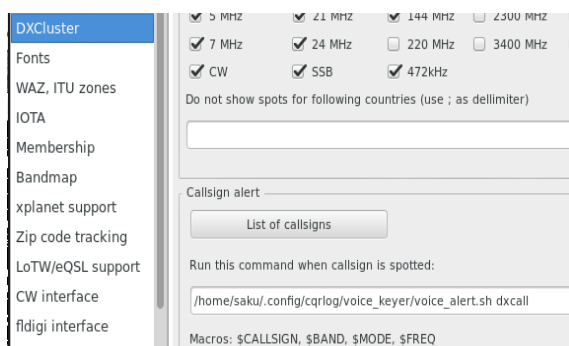 DXCluster
Fonts
WAZ, ITU zones
IOTA
Membership
Bandmap
xplanet support
Zip code tracking
LoTW/eQSL support
CW interface
fldigi interface
5 MHz 21 MHz 144 MHz 2300 MHz
7 MHz 24 MHz 220 MHz 3400 MHz
CW SSB 472kHz
Do not show spots for following countries (use ; as dellimiter)
Callsign alert
List of callsigns
Run this command when callsign is spotted:
/home/saku/.config/cqrlog/voice_keyer/voice_alert.sh dxcall
Macros: $CALLSIGN, $BAND, $MODE, $FREQ